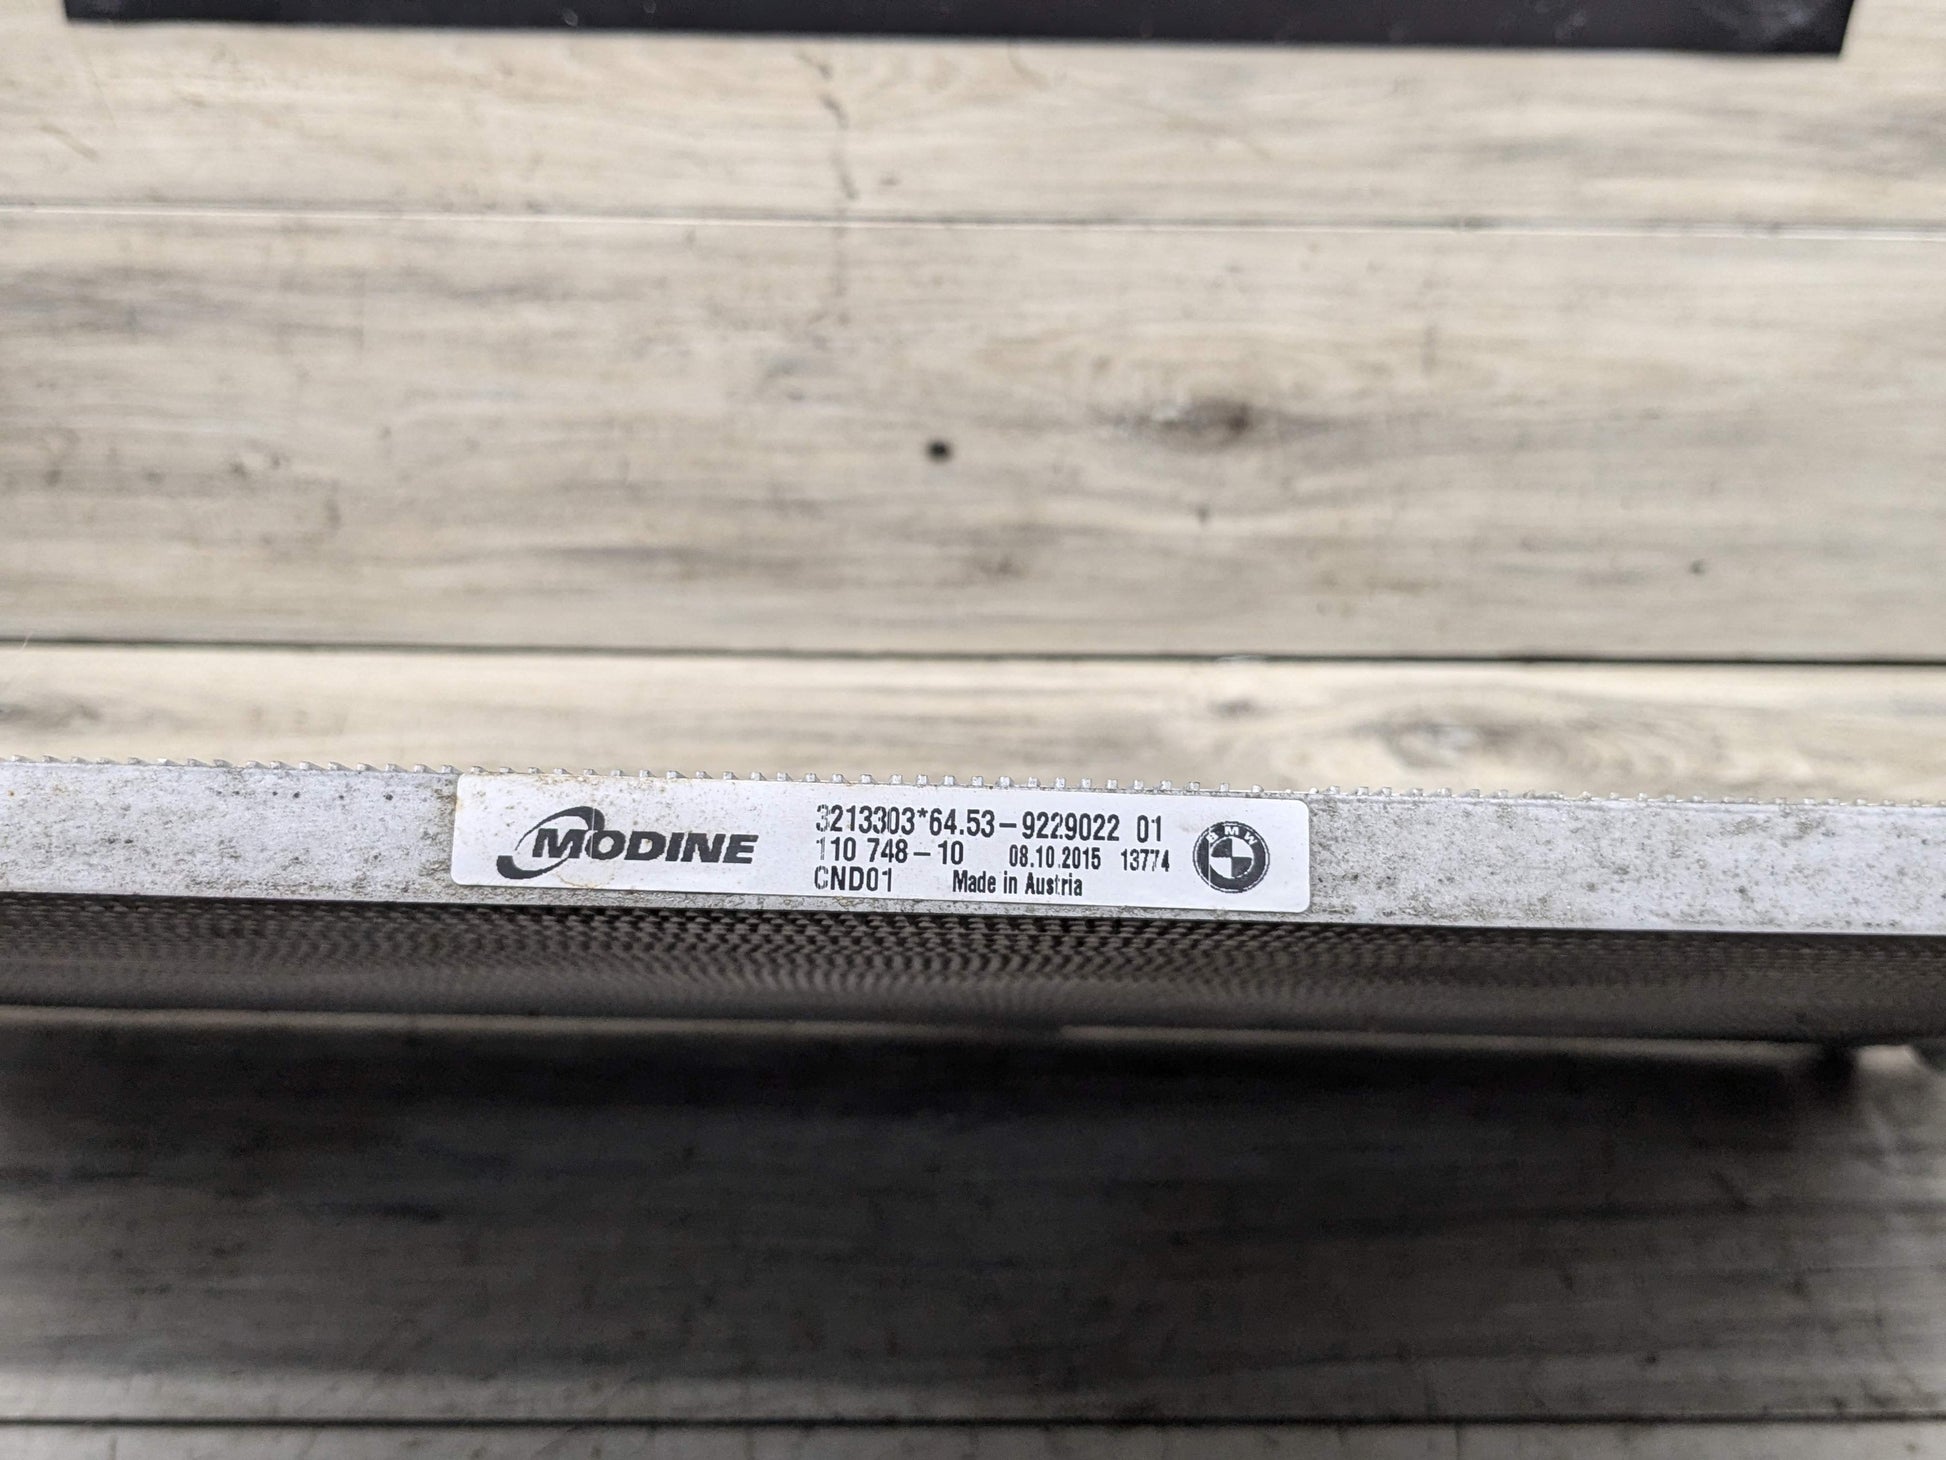 MODINE
3213303*64.53-9229022 01
110 748-10 08.10.2015 13774
CND01 Made in Austria
BMW